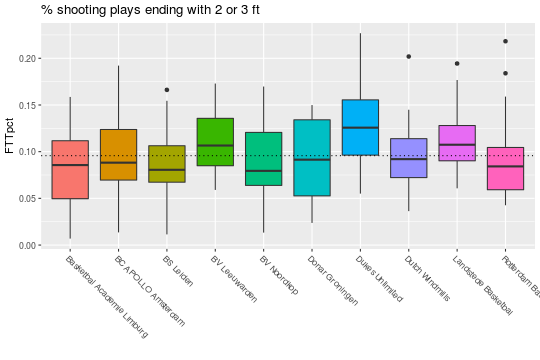 % shooting plays ending with 2 or 3 ft
FTTpct
0.20
0.15
0.10
0.05
0.00
Basketbal Academie Limburg
BC APOLLO Amsterdam
BS Leiden
BV Leeuwarden
BV Noordkop
Donar Groningen
Dukes Unlimited
Dutch Windmills
Landstede Basketbal
Rotterdam